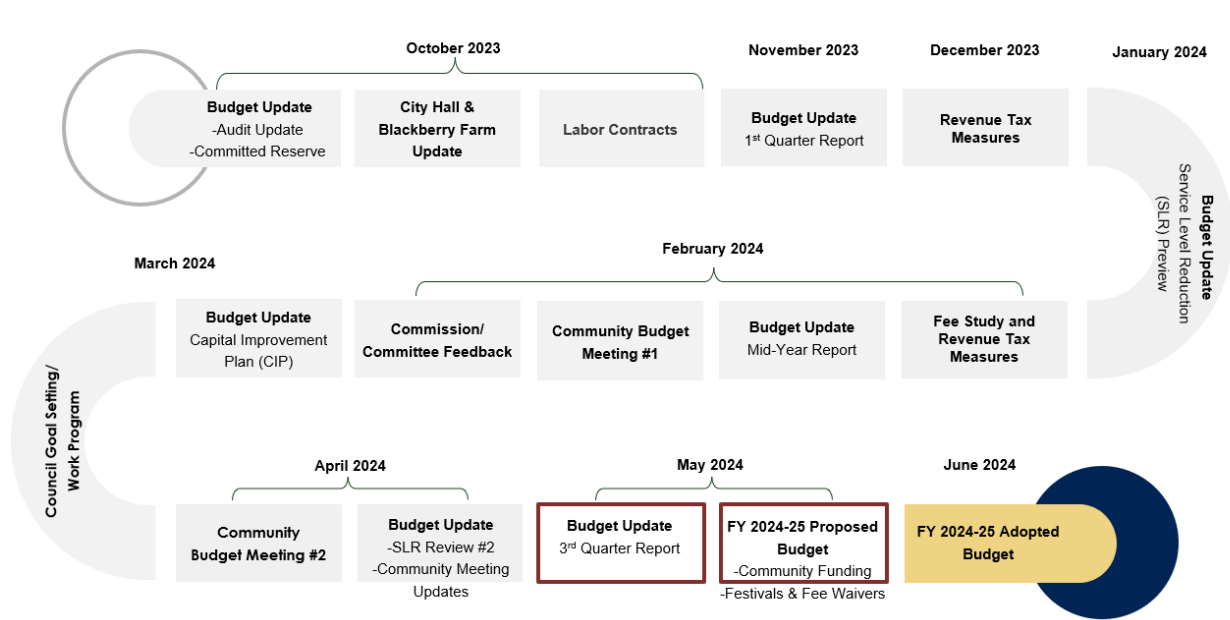 October 2023
Budget Update
-Audit Update
-Committed Reserve
City Hall &
Blackberry Farm
Update
Labor Contracts
November 2023
Budget Update
1st Quarter Report
December 2023
Revenue Tax
Measures
January 2024
Budget Update
Service Level Reduction
(SLR) Preview
February 2024
Fee Study and
Revenue Tax
Measures
Budget Update
Mid-Year Report
Community Budget
Meeting #1
Commission/
Committee Feedback
March 2024
Budget Update
Capital Improvement
Plan (CIP)
Council Goal Setting/
Work Program
April 2024
Community
Budget Meeting #2
Budget Update
-SLR Review #2
-Community Meeting
Updates
May 2024
Budget Update
3rd Quarter Report
FY 2024-25 Proposed
Budget
-Community Funding
-Festivals & Fee Waivers
June 2024
FY 2024-25 Adopted
Budget